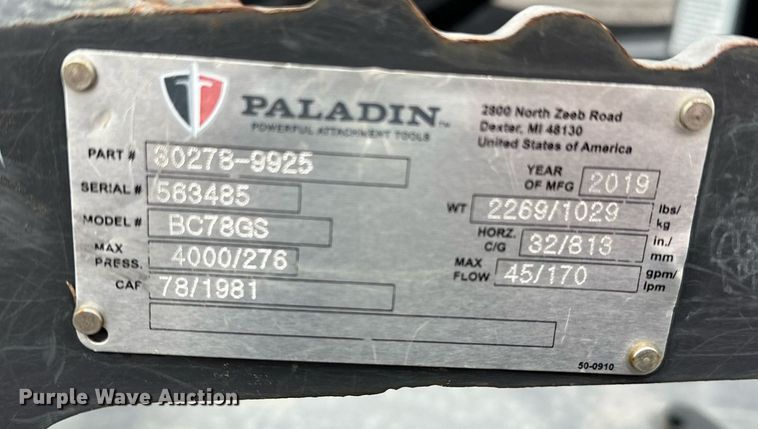 PALADIN™
POWERFUL ATTACHMENT TOOLS
2800 North Zeeb Road
Dexter, MI 48130
United States of America
PART # 30278-9925
SERIAL # 563485
MODEL # BC78GS
MAX PRESS. 4000/276
CAP 78/1981
YEAR OF MFG 2019
WT 2269/1029 lbs/kg
HORZ. C/G 32/813 in./mm
MAX FLOW 45/170 gpm/lpm
50-0910
Purple Wave Auction